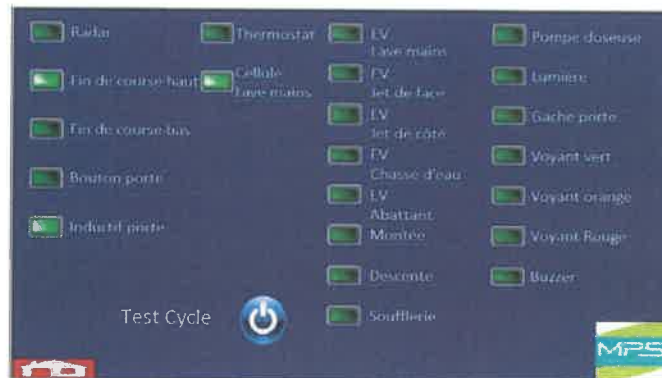 Radar
Fin de course haut
Fin de course bas
Bouton porte
Inductif porte
Thermostat
Cellule
Lave mains
EV
Lave mains
EV
Jet de face
EV
Jet de côté
EV
Chasse d'eau
EV
Abattant
Montée
Descente
Soufflerie
Pompe doseuse
Lumière
Gache porte
Voyant vert
Voyant orange
Voyant Rouge
Buzzer
Test Cycle
MPS